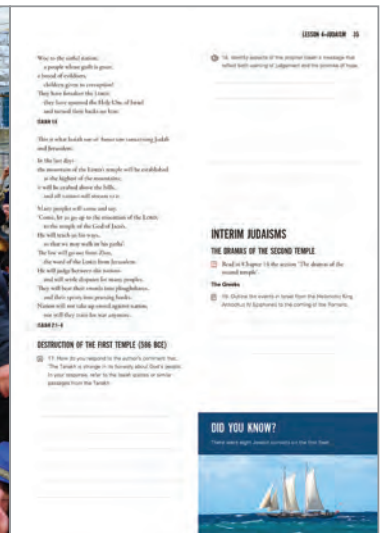 LESSON 4–JUDAISM 35
Woe to the sinful nation,
a people whose guilt is great,
a brood of evildoers,
children given to corruption!
They have forsaken the LORD;
they have spurned the Holy One of Israel
and turned their backs on him.
ISAIAH 1:4
This is what Isaiah son of Amoz saw concerning Judah
and Jerusalem:
In the last days
the mountain of the LORD's temple will be established
as the highest of the mountains;
it will be exalted above the hills,
and all nations will stream to it.
Many peoples will come and say,
'Come, let us go up to the mountain of the LORD,
to the temple of the God of Jacob.
He will teach us his ways,
so that we may walk in his paths'.
The law will go out from Zion,
the word of the LORD from Jerusalem.
He will judge between the nations
and will settle disputes for many peoples.
They will beat their swords into ploughshares,
and their spears into pruning hooks.
Nation will not take up sword against nation,
nor will they train for war anymore.
ISAIAH 2:1–4
DESTRUCTION OF THE FIRST TEMPLE (586 BCE)
17. How do you respond to the author's comment that,
'The Tanakh is strange in its honesty about God's people.'
In your response, refer to the Isaiah quotes or similar
passages from the Tanakh.
18. Identify aspects of the prophet Isaiah's message that
reflect both warning of judgement and the promise of hope.
INTERIM JUDAISMS
THE DRAMAS OF THE SECOND TEMPLE
Read in Chapter 14 the section 'The dramas of the
second temple'.
The Greeks
19. Outline the events in Israel from the Hellenistic King
Antiochus IV Epiphanes to the coming of the Romans.
DID YOU KNOW?
There were eight Jewish convicts on the First Fleet.